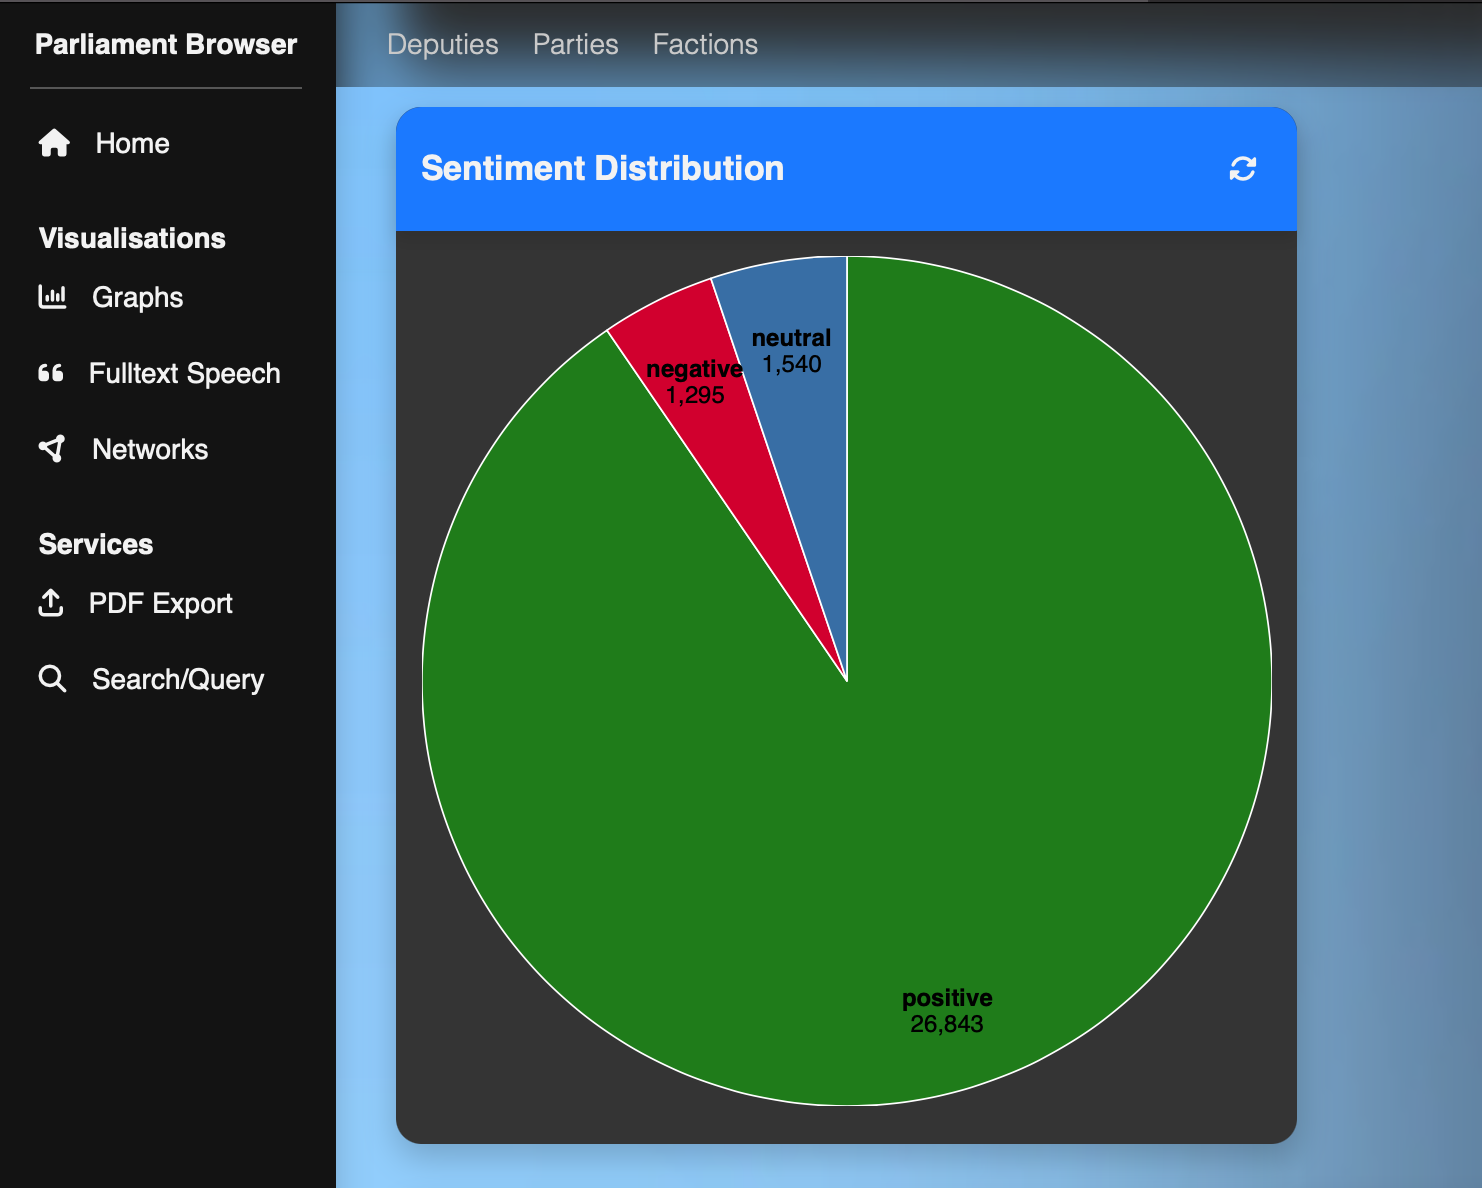 Parliament Browser
Home
Visualisations
Graphs
Fulltext Speech
Networks
Services
PDF Export
Search/Query
Deputies Parties Factions
Sentiment Distribution
neutral
1,540
negative
1,295
positive
26,843